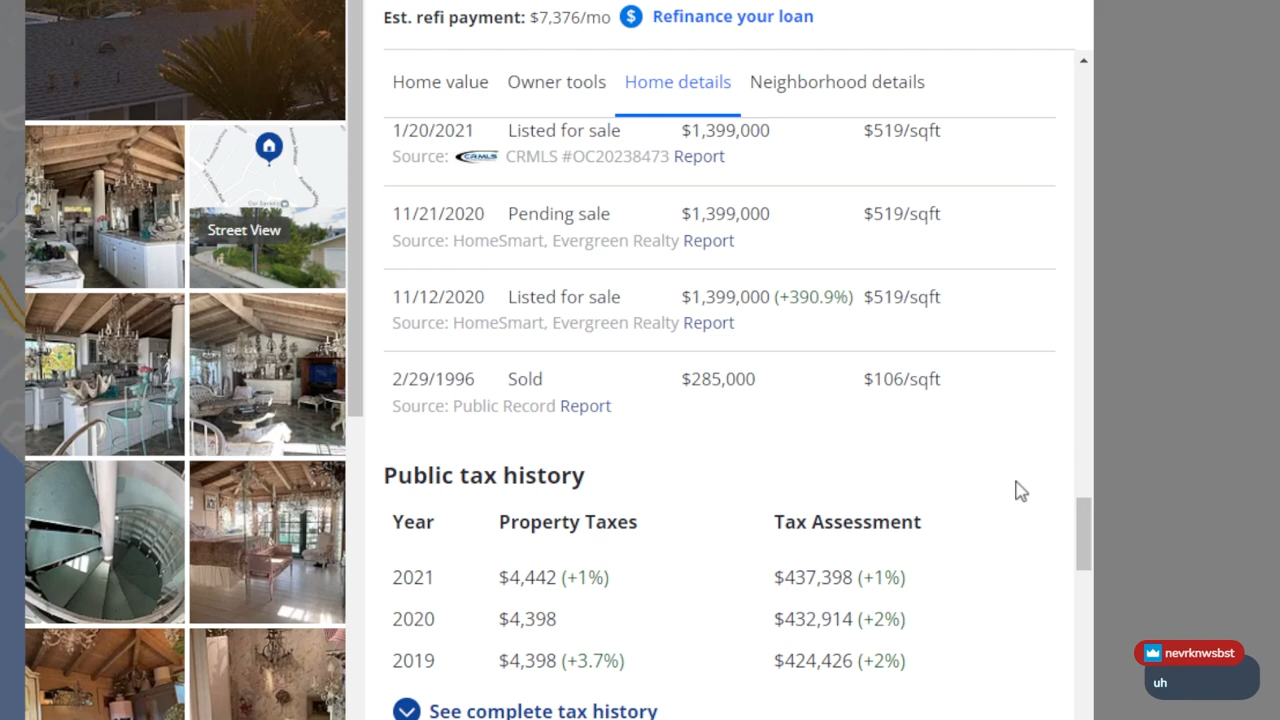 Est. refi payment: $7,376/mo $ Refinance your loan
Home value Owner tools Home details Neighborhood details
1/20/2021 Listed for sale $1,399,000 $519/sqft
Source: CRMLS CRMLS #OC20238473 Report
11/21/2020 Pending sale $1,399,000 $519/sqft
Source: HomeSmart, Evergreen Realty Report
11/12/2020 Listed for sale $1,399,000 (+390.9%) $519/sqft
Source: HomeSmart, Evergreen Realty Report
2/29/1996 Sold $285,000 $106/sqft
Source: Public Record Report
Public tax history
Year Property Taxes Tax Assessment
2021 $4,442 (+1%) $437,398 (+1%)
2020 $4,398 $432,914 (+2%)
2019 $4,398 (+3.7%) $424,426 (+2%)
See complete tax history
Street View
nevrknwsbst
uh